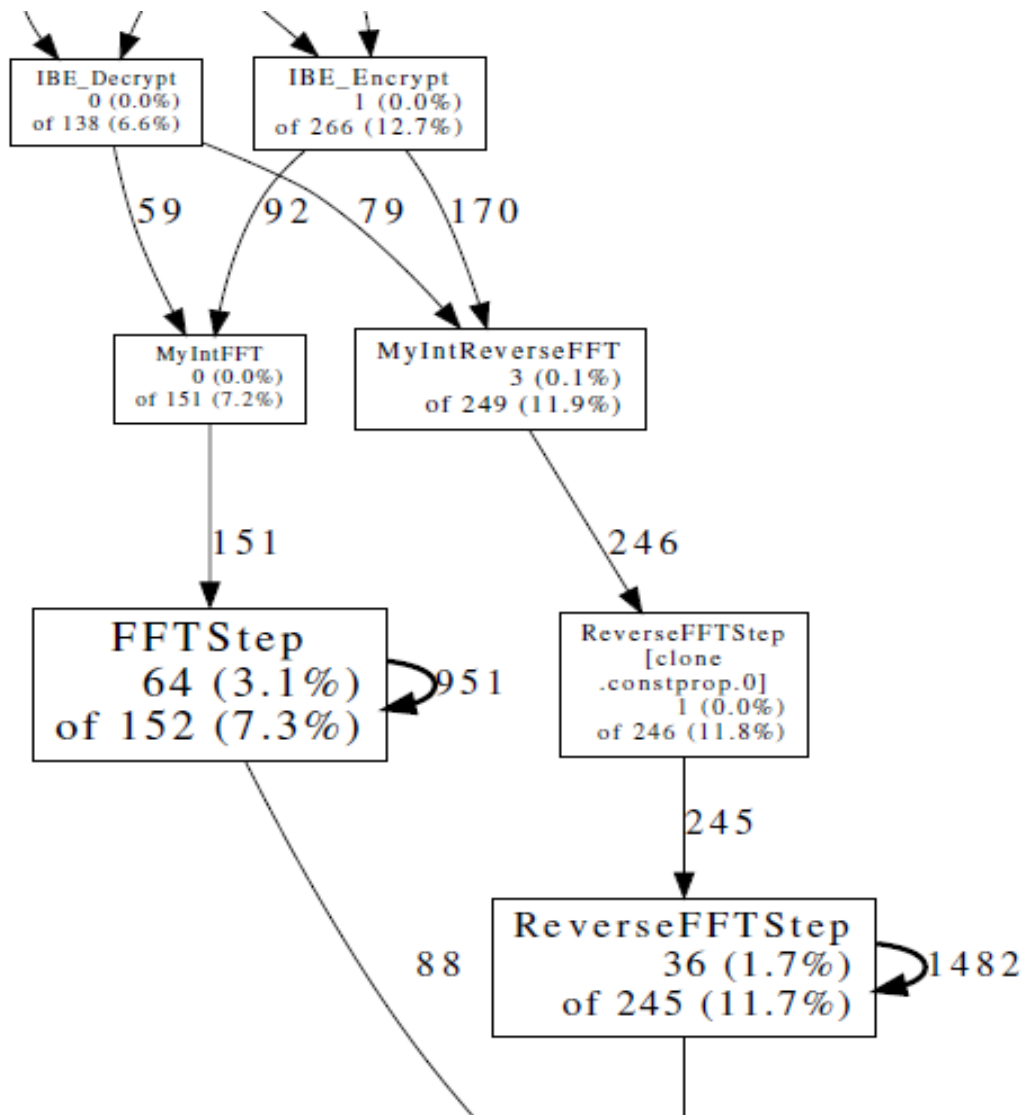 IBE_Decrypt
0 (0.0%)
of 138 (6.6%)
IBE_Encrypt
1 (0.0%)
of 266 (12.7%)
59
92
79
170
MyIntFFT
0 (0.0%)
of 151 (7.2%)
MyIntReverseFFT
3 (0.1%)
of 249 (11.9%)
151
246
FFTStep
64 (3.1%)
of 152 (7.3%)
951
ReverseFFTStep
[clone
.constprop.0]
1 (0.0%)
of 246 (11.8%)
245
88
ReverseFFTStep
36 (1.7%)
of 245 (11.7%)
1482